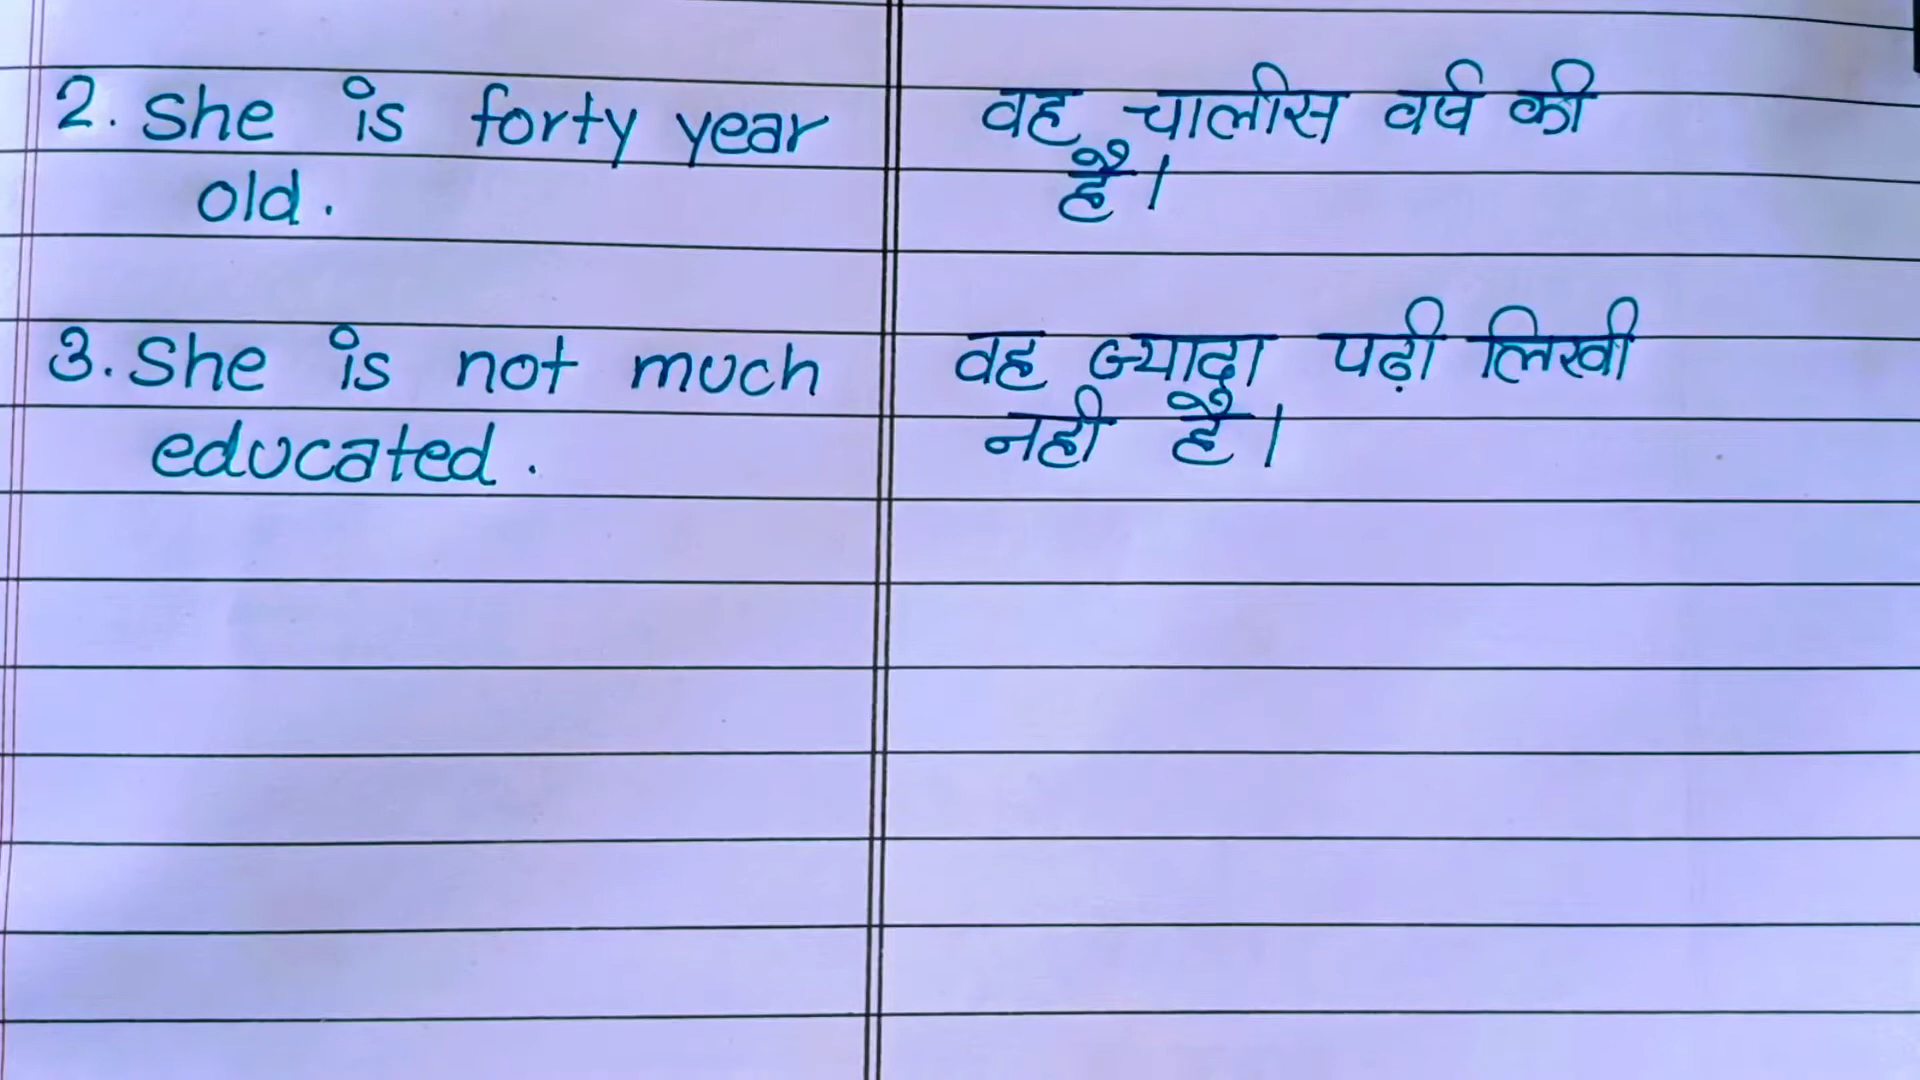 2. She is forty year
old.
वह चालीस वर्ष की
है।
3. She is not much
educated.
वह ज्यादा पढ़ी लिखी
नही है।